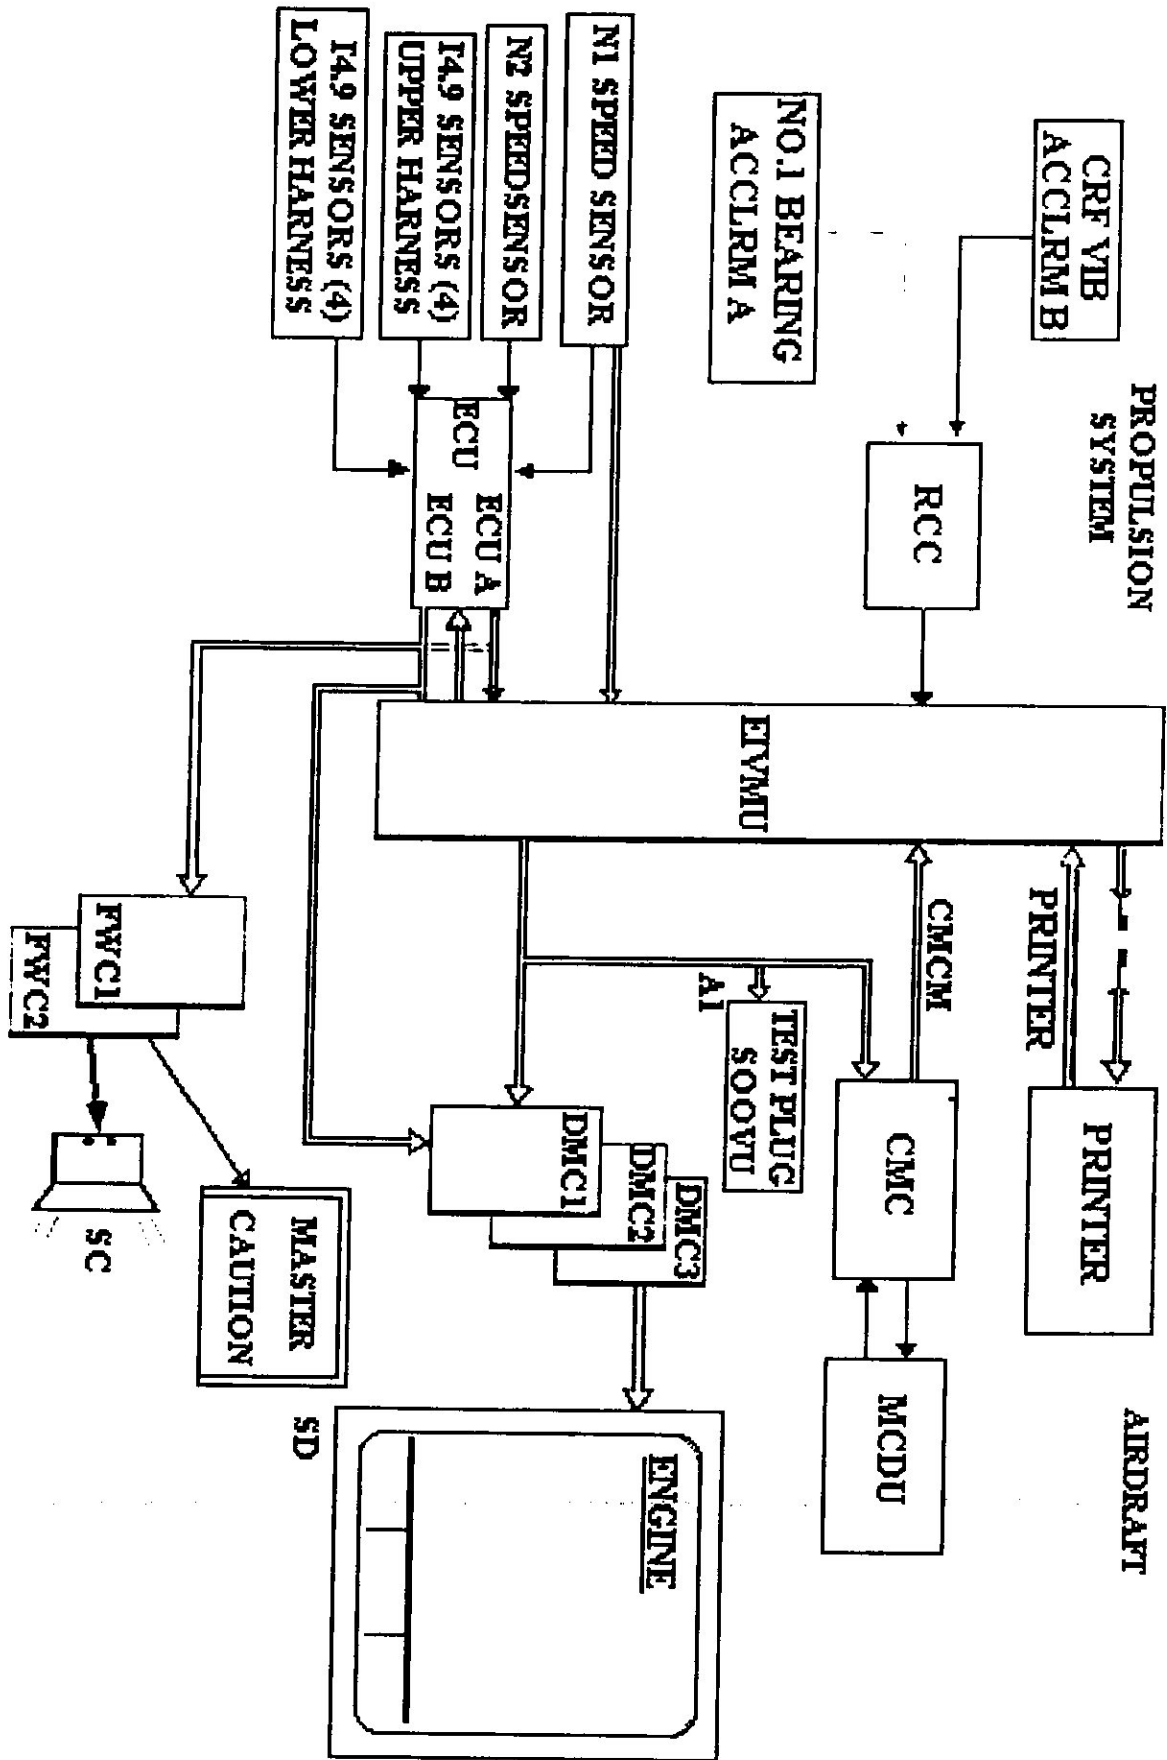 PROPULSION
SYSTEM
AIRDRAFT
CRF VIB
ACCLRM B
RCC
PRINTER
PRINTER
NO.1 BEARING
ACCLRM A
CMCM
CMC
MCDU
EIVMU
TEST PLUG
SOOVU
A1
N1 SPEED SENSOR
N2 SPEEDSENSOR
T4.9 SENSORS (4)
UPPER HARNESS
T4.9 SENSORS (4)
LOWER HARNESS
ECU
ECU A
ECU B
DMC3
DMC2
DMC1
ENGINE
SD
FWC1
FWC2
MASTER
CAUTION
SC